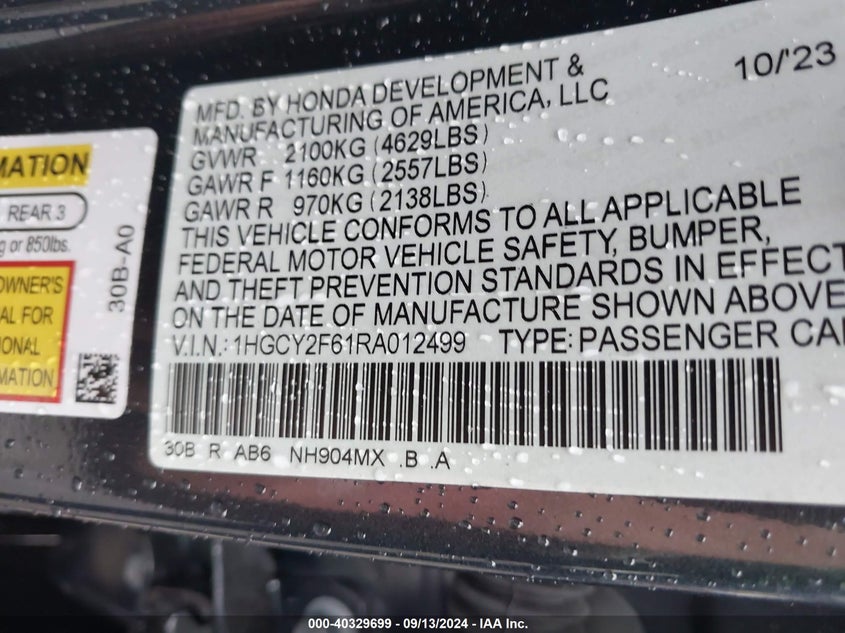 10/'23
MFD. BY HONDA DEVELOPMENT &
MANUFACTURING OF AMERICA, LLC
GVWR 2100KG (4629LBS)
GAWR F 1160KG (2557LBS)
GAWR R 970KG (2138LBS)
THIS VEHICLE CONFORMS TO ALL APPLICABLE
FEDERAL MOTOR VEHICLE SAFETY, BUMPER,
AND THEFT PREVENTION STANDARDS IN EFFECT
ON THE DATE OF MANUFACTURE SHOWN ABOVE
V.I.N.: 1HGCY2F61RA012499 TYPE: PASSENGER CA
30B R AB6 NH904MX .B .A
MATION
REAR 3
g or 850lbs.
OWNER'S
AL FOR
IONAL
RMATION
30B-A0
000-40329699 - 09/13/2024 - IAA Inc.